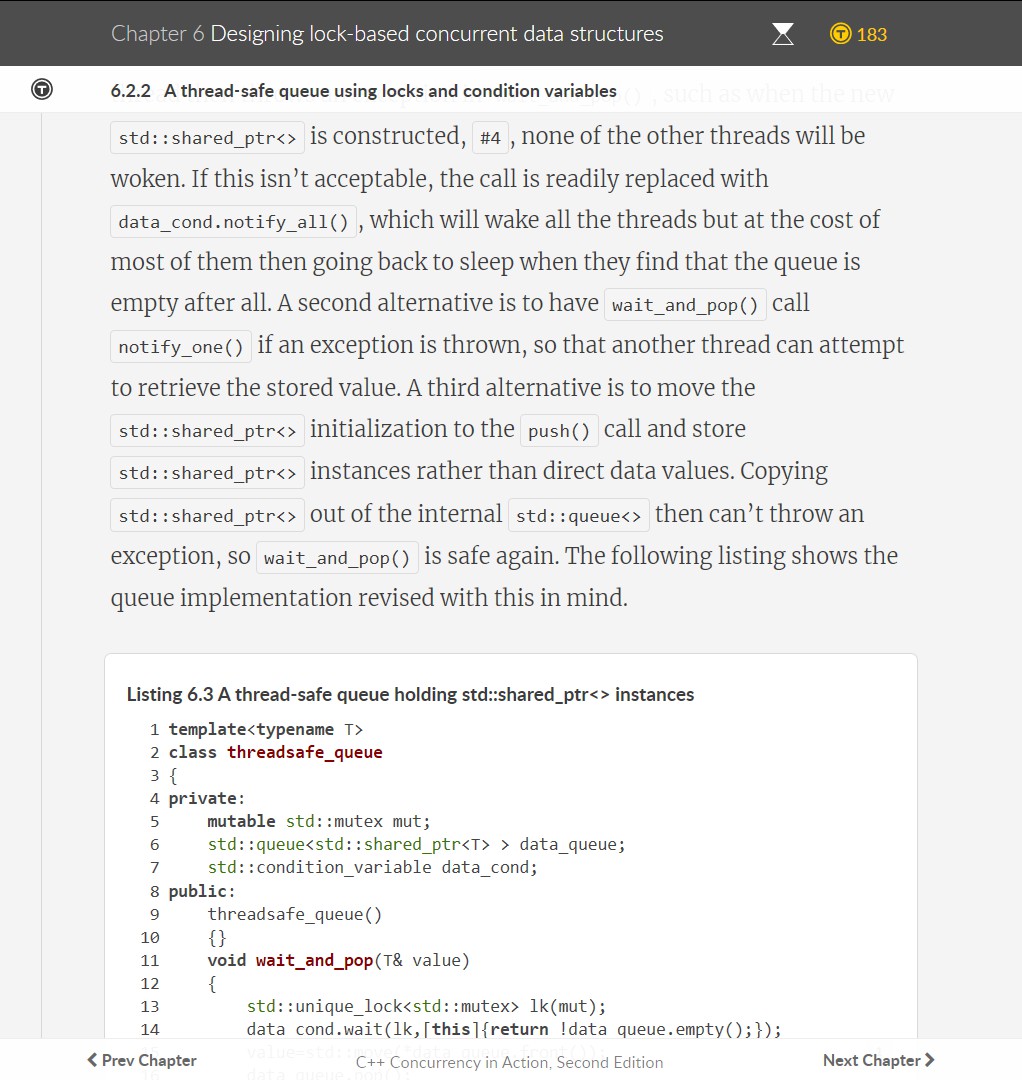 Chapter 6 Designing lock-based concurrent data structures
183
6.2.2 A thread-safe queue using locks and condition variables
, such as when the new
std::shared_ptr<> is constructed, #4 , none of the other threads will be
woken. If this isn’t acceptable, the call is readily replaced with
data_cond.notify_all() , which will wake all the threads but at the cost of
most of them then going back to sleep when they find that the queue is
empty after all. A second alternative is to have wait_and_pop() call
notify_one() if an exception is thrown, so that another thread can attempt
to retrieve the stored value. A third alternative is to move the
std::shared_ptr<> initialization to the push() call and store
std::shared_ptr<> instances rather than direct data values. Copying
std::shared_ptr<> out of the internal std::queue<> then can’t throw an
exception, so wait_and_pop() is safe again. The following listing shows the
queue implementation revised with this in mind.
Listing 6.3 A thread-safe queue holding std::shared_ptr<> instances
1 template<typename T>
2 class threadsafe_queue
3 {
4 private:
5 mutable std::mutex mut;
6 std::queue<std::shared_ptr<T> > data_queue;
7 std::condition_variable data_cond;
8 public:
9 threadsafe_queue()
10 {}
11 void wait_and_pop(T& value)
12 {
13 std::unique_lock<std::mutex> lk(mut);
14 data_cond.wait(lk,[this]{return !data_queue.empty();});
Prev Chapter
C++ Concurrency in Action, Second Edition
Next Chapter